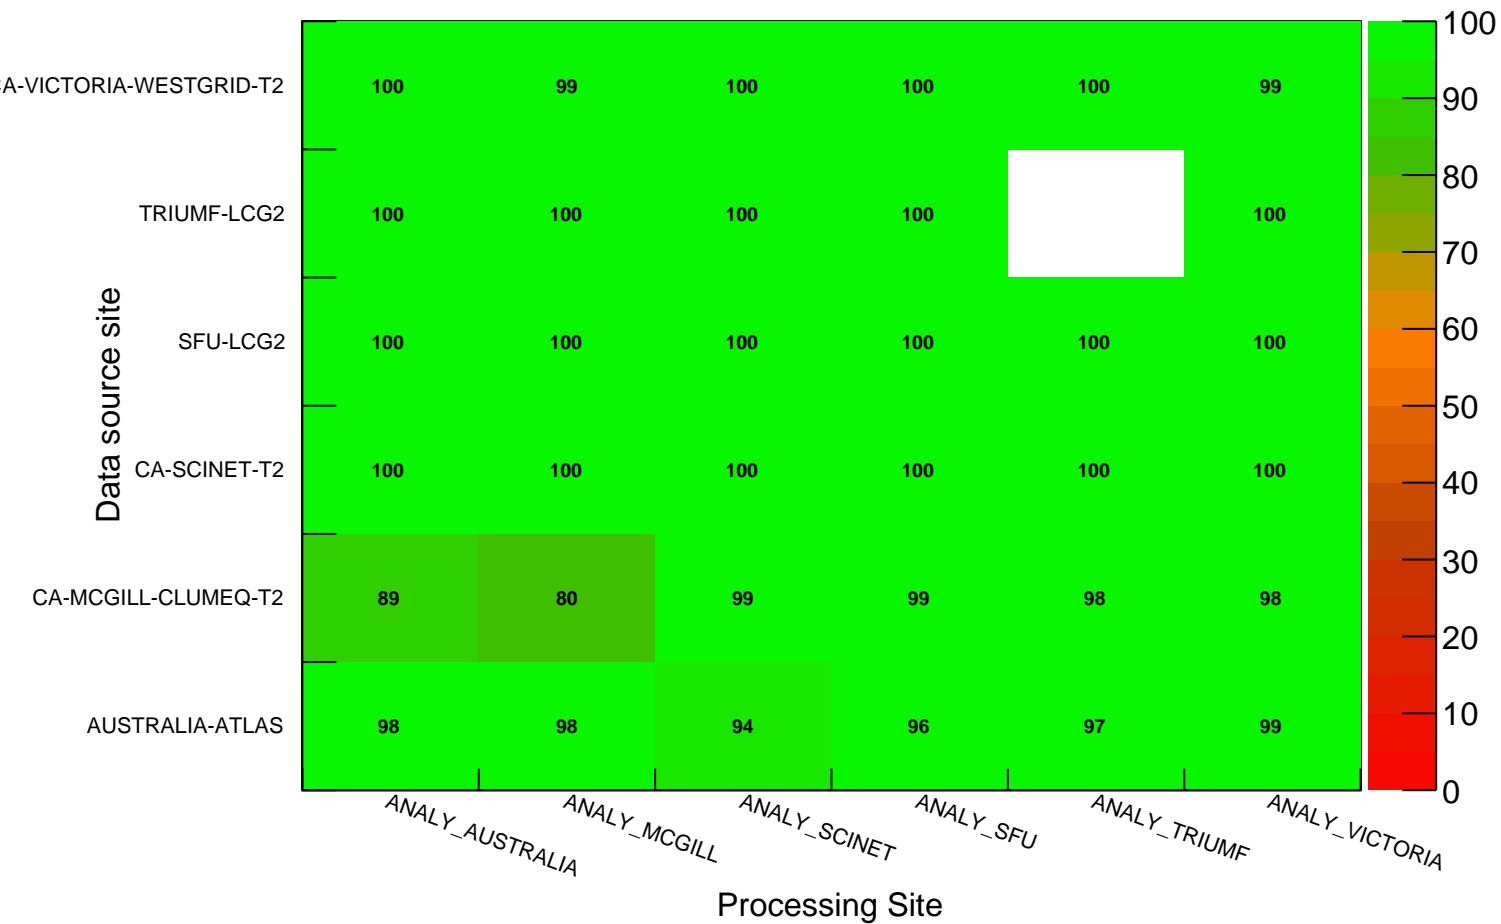 A-VICTORIA-WESTGRID-T2 100 99 100 100 100 99
TRIUMF-LCG2 100 100 100 100 100
SFU-LCG2 100 100 100 100 100 100
CA-SCINET-T2 100 100 100 100 100 100
CA-MCGILL-CLUMEQ-T2 89 80 99 99 98 98
AUSTRALIA-ATLAS 98 98 94 96 97 99
Data source site
ANALY_AUSTRALIA ANALY_MCGILL ANALY_SCINET ANALY_SFU ANALY_TRIUMF ANALY_VICTORIA
Processing Site
100
90
80
70
60
50
40
30
20
10
0